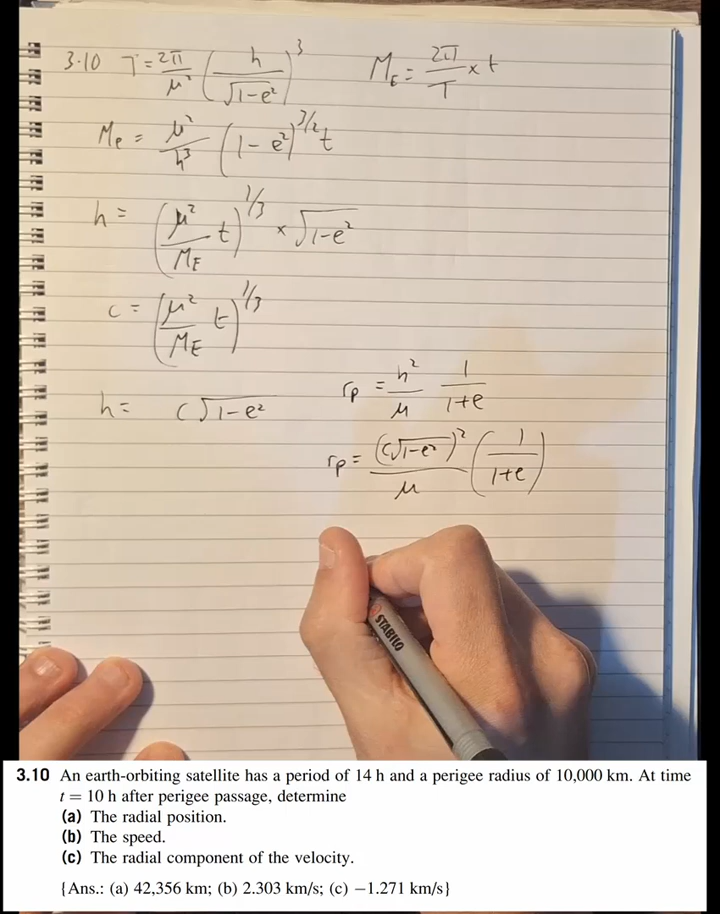 3.10 T = 2π/μ² (h/√1-e²)³ M_E = 2π/T × t
M_e = μ²/h³ (1-e²)^3/2 t
h = (μ²/M_E t)^1/3 × √1-e²
c = (μ²/M_E t)^1/3
r_p = h²/μ 1/1+e
h = c√1-e²
r_p = (c√1-e²)²/μ (1/1+e)
STABILO
3.10 An earth-orbiting satellite has a period of 14 h and a perigee radius of 10,000 km. At time
t = 10 h after perigee passage, determine
(a) The radial position.
(b) The speed.
(c) The radial component of the velocity.
{Ans.: (a) 42,356 km; (b) 2.303 km/s; (c) −1.271 km/s}